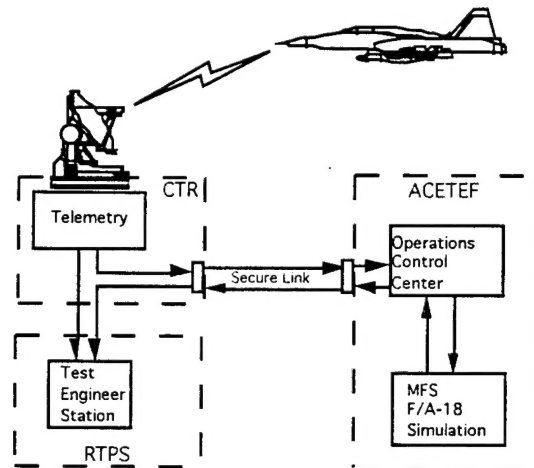 CTR
ACETEF
Telemetry
Operations
Control
Center
Secure Link
Test
Engineer
Station
MFS
F/A-18
Simulation
RTPS